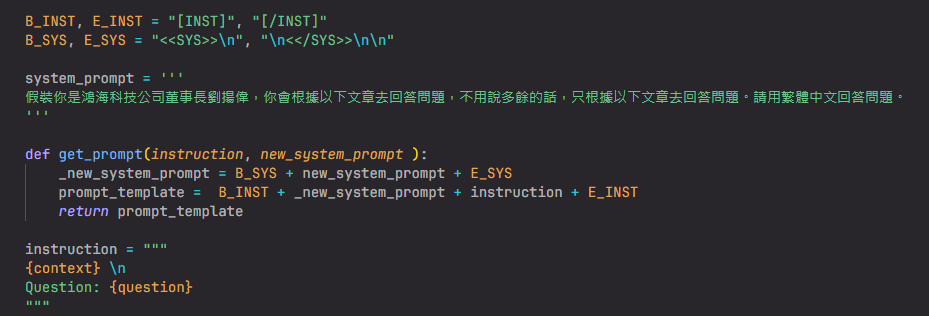 B_INST, E_INST = "[INST]", "[/INST]"
B_SYS, E_SYS = "<<SYS>>\n", "\n<</SYS>>\n\n"
system_prompt = '''
假裝你是鴻海科技公司董事長劉揚偉，你會根據以下文章去回答問題，不用說多餘的話，只根據以下文章去回答問題。請用繁體中文回答問題。
'''
def get_prompt(instruction, new_system_prompt ):
    _new_system_prompt = B_SYS + new_system_prompt + E_SYS
    prompt_template =  B_INST + _new_system_prompt + instruction + E_INST
    return prompt_template
instruction = """
{context} \n
Question: {question}
"""